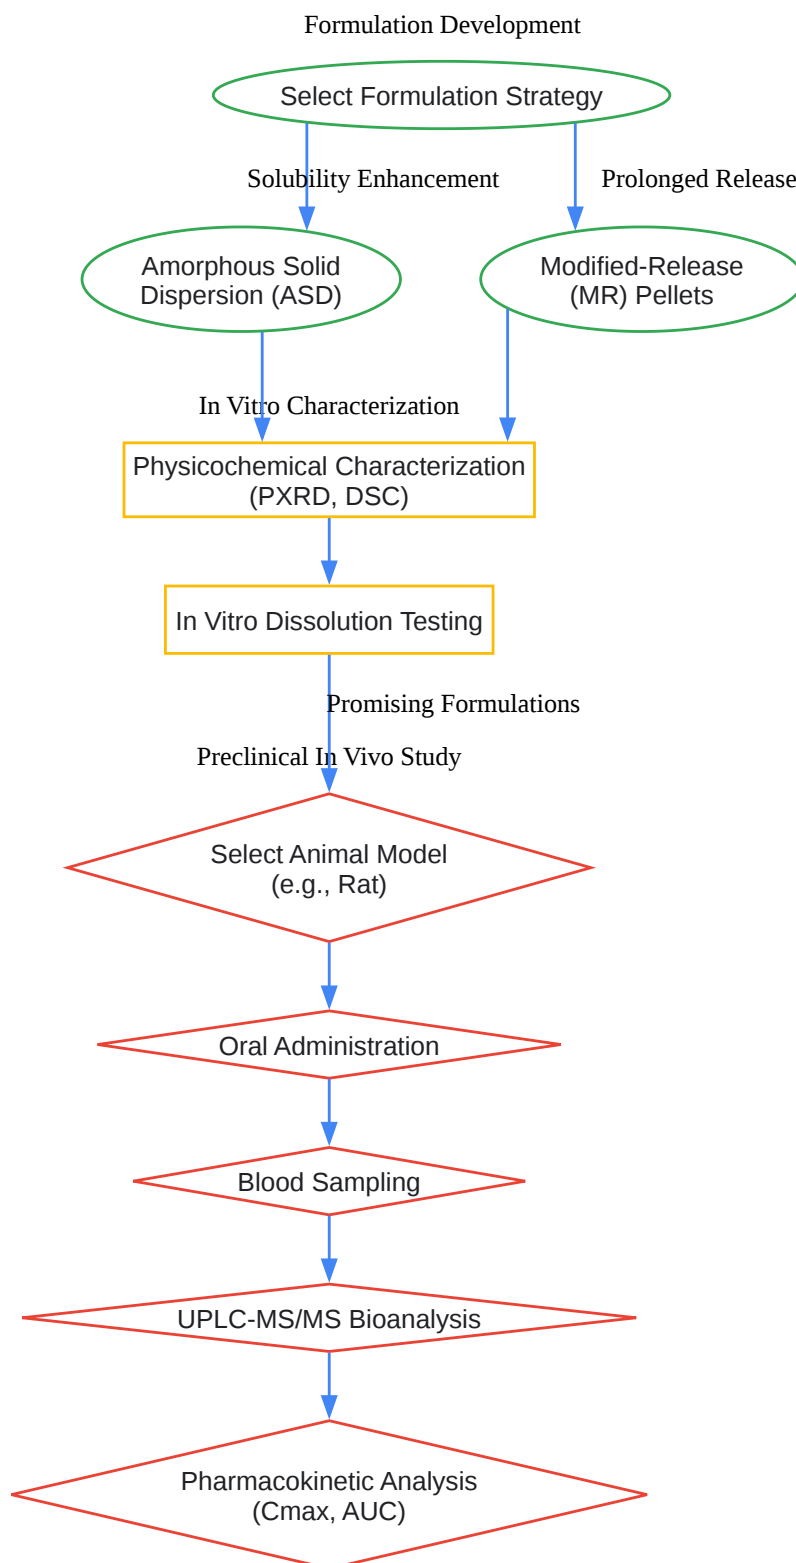 Formulation Development
Select Formulation Strategy
Solubility Enhancement
Prolonged Release
Amorphous Solid
Dispersion (ASD)
Modified-Release
(MR) Pellets
In Vitro Characterization
Physicochemical Characterization
(PXRD, DSC)
In Vitro Dissolution Testing
Promising Formulations
Preclinical In Vivo Study
Select Animal Model
(e.g., Rat)
Oral Administration
Blood Sampling
UPLC-MS/MS Bioanalysis
Pharmacokinetic Analysis
(Cmax, AUC)